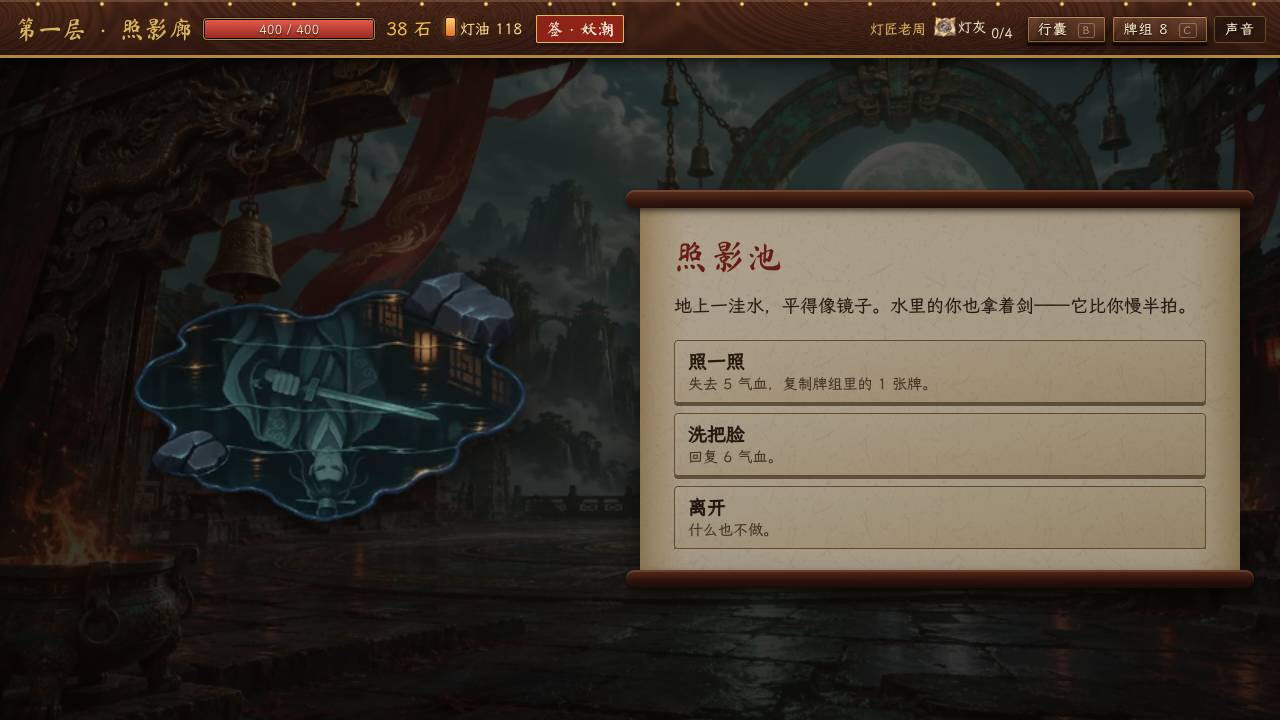 第一层 · 照影廊
400 / 400
38 石
灯油 118
签 · 妖潮
灯匠老周
灯灰 0/4
行囊 B
牌组 8 C
声音
照影池
地上一洼水，平得像镜子。水里的你也拿着剑——它比你慢半拍。
照一照
失去 5 气血，复制牌组里的 1 张牌。
洗把脸
回复 6 气血。
离开
什么也不做。